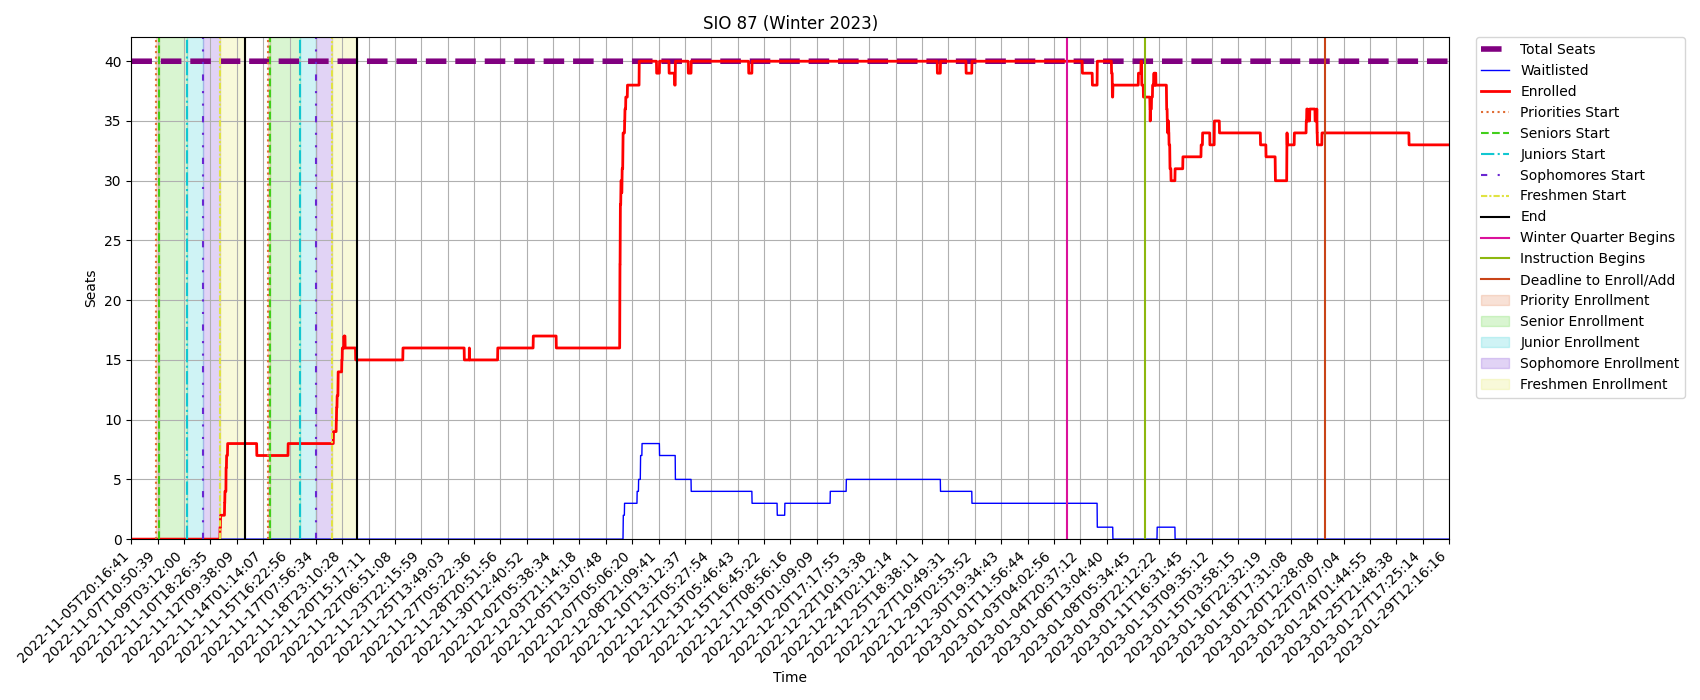 SIO 87 (Winter 2023)
Seats
40
35
30
25
20
15
10
5
0
2022-11-05T20:16:41
2022-11-07T10:50:39
2022-11-09T03:12:00
2022-11-10T18:26:35
2022-11-12T09:38:09
2022-11-14T01:14:07
2022-11-15T16:22:56
2022-11-17T07:56:34
2022-11-18T23:10:28
2022-11-20T15:17:11
2022-11-22T06:51:08
2022-11-23T22:15:59
2022-11-25T13:49:03
2022-11-27T05:22:36
2022-11-28T20:51:56
2022-11-30T12:40:52
2022-12-02T05:38:34
2022-12-03T21:14:18
2022-12-05T13:07:48
2022-12-07T05:06:20
2022-12-08T21:09:41
2022-12-10T13:12:37
2022-12-12T05:27:54
2022-12-13T05:46:43
2022-12-15T16:45:22
2022-12-17T08:56:16
2022-12-19T01:09:09
2022-12-20T17:17:55
2022-12-22T10:13:38
2022-12-24T02:12:14
2022-12-25T18:38:11
2022-12-27T10:49:31
2022-12-29T02:53:52
2022-12-30T19:34:43
2023-01-01T11:56:44
2023-01-03T04:02:56
2023-01-04T20:37:12
2023-01-06T13:04:40
2023-01-08T05:34:45
2023-01-09T22:12:22
2023-01-11T16:31:45
2023-01-13T09:35:12
2023-01-15T03:58:15
2023-01-16T22:32:19
2023-01-18T17:31:08
2023-01-20T12:28:08
2023-01-22T07:07:04
2023-01-24T01:44:55
2023-01-25T21:48:38
2023-01-27T17:25:14
2023-01-29T12:16:16
Time
Total Seats
Waitlisted
Enrolled
Priorities Start
Seniors Start
Juniors Start
Sophomores Start
Freshmen Start
End
Winter Quarter Begins
Instruction Begins
Deadline to Enroll/Add
Priority Enrollment
Senior Enrollment
Junior Enrollment
Sophomore Enrollment
Freshmen Enrollment